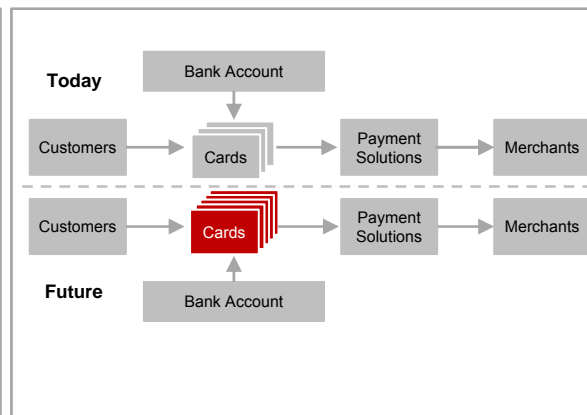 Today
Bank Account
Customers
Cards
Payment
Solutions
Merchants
Customers
Cards
Payment
Solutions
Merchants
Future
Bank Account